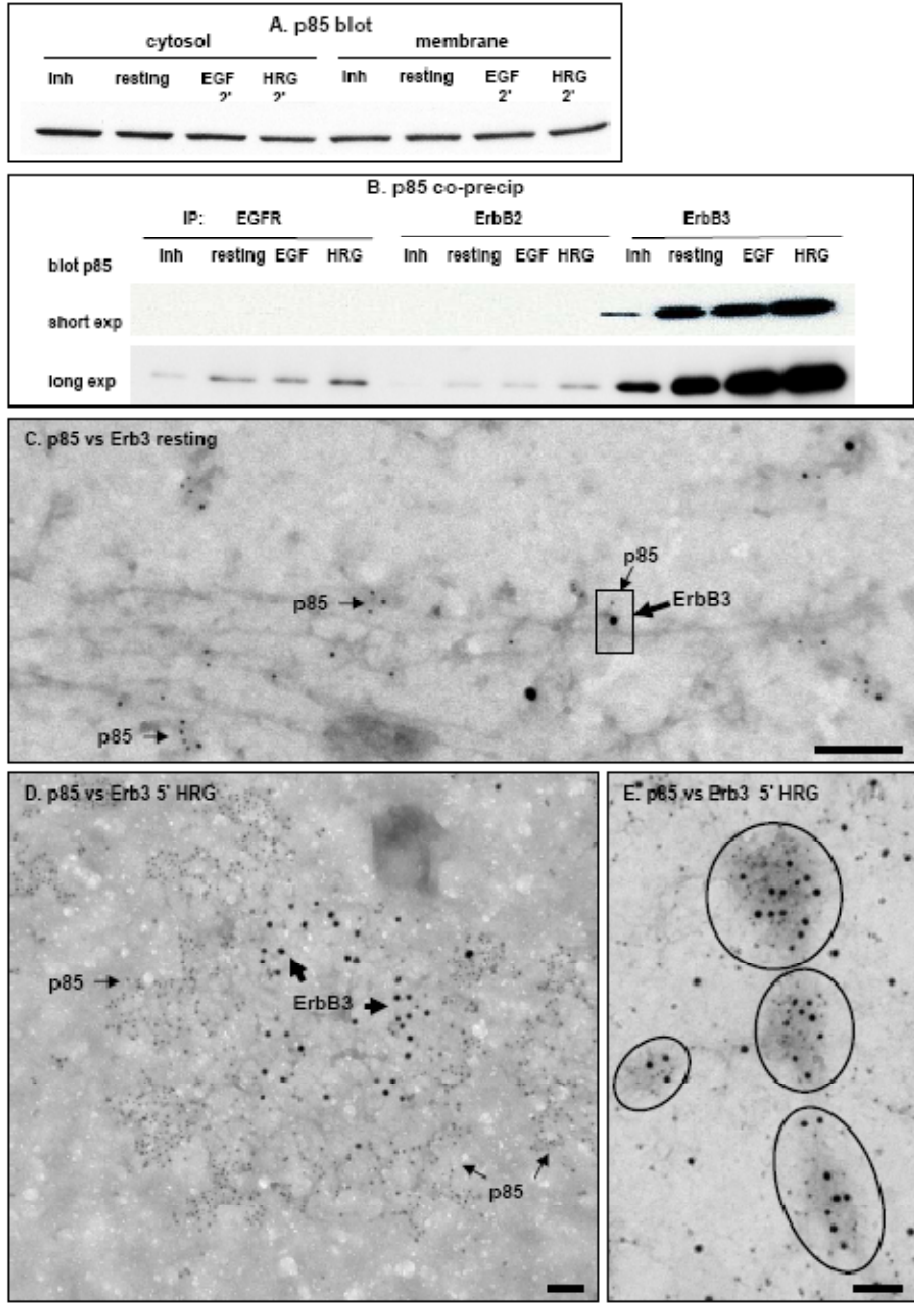 A. p85 blot
cytosol membrane
Inh resting EGF 2' HRG 2' Inh resting EGF 2' HRG 2'
B. p85 co-precip
IP: EGFR ErbB2 ErbB3
blot p85 Inh resting EGF HRG Inh resting EGF HRG Inh resting EGF HRG
short exp
long exp
C. p85 vs Erb3 resting
p85
p85
ErbB3
p85
D. p85 vs Erb3 5' HRG
p85
ErbB3
p85
E. p85 vs Erb3 5' HRG